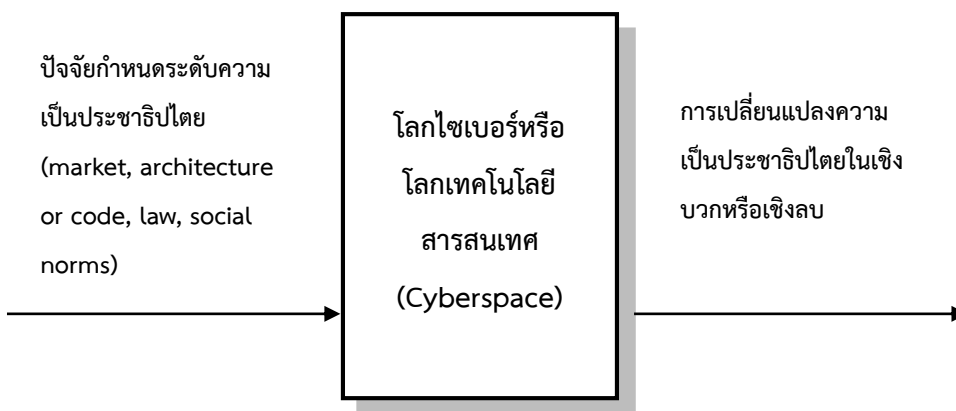 ปัจจัยกำหนดระดับความ
เป็นประชาธิปไตย
(market, architecture
or code, law, social
norms)
โลกไซเบอร์หรือ
โลกเทคโนโลยี
สารสนเทศ
(Cyberspace)
การเปลี่ยนแปลงความ
เป็นประชาธิปไตยในเชิง
บวกหรือเชิงลบ